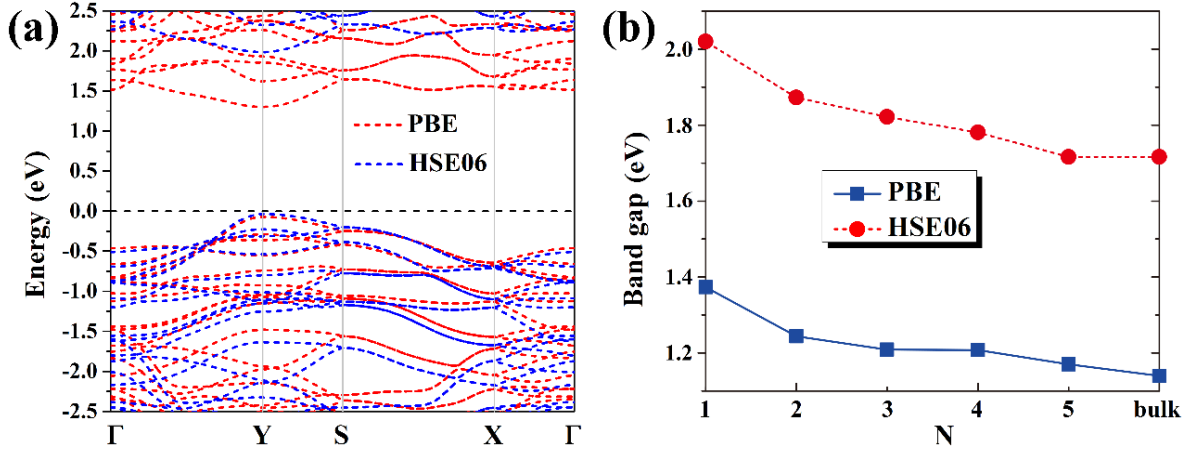 (a)
Energy (eV)
2.5
2.0
1.5
1.0
0.5
0.0
-0.5
-1.0
-1.5
-2.0
-2.5
PBE
HSE06
Γ Y S X Γ
(b)
Band gap (eV)
2.0
1.8
1.6
1.4
1.2
PBE
HSE06
1 2 3 4 5 bulk
N